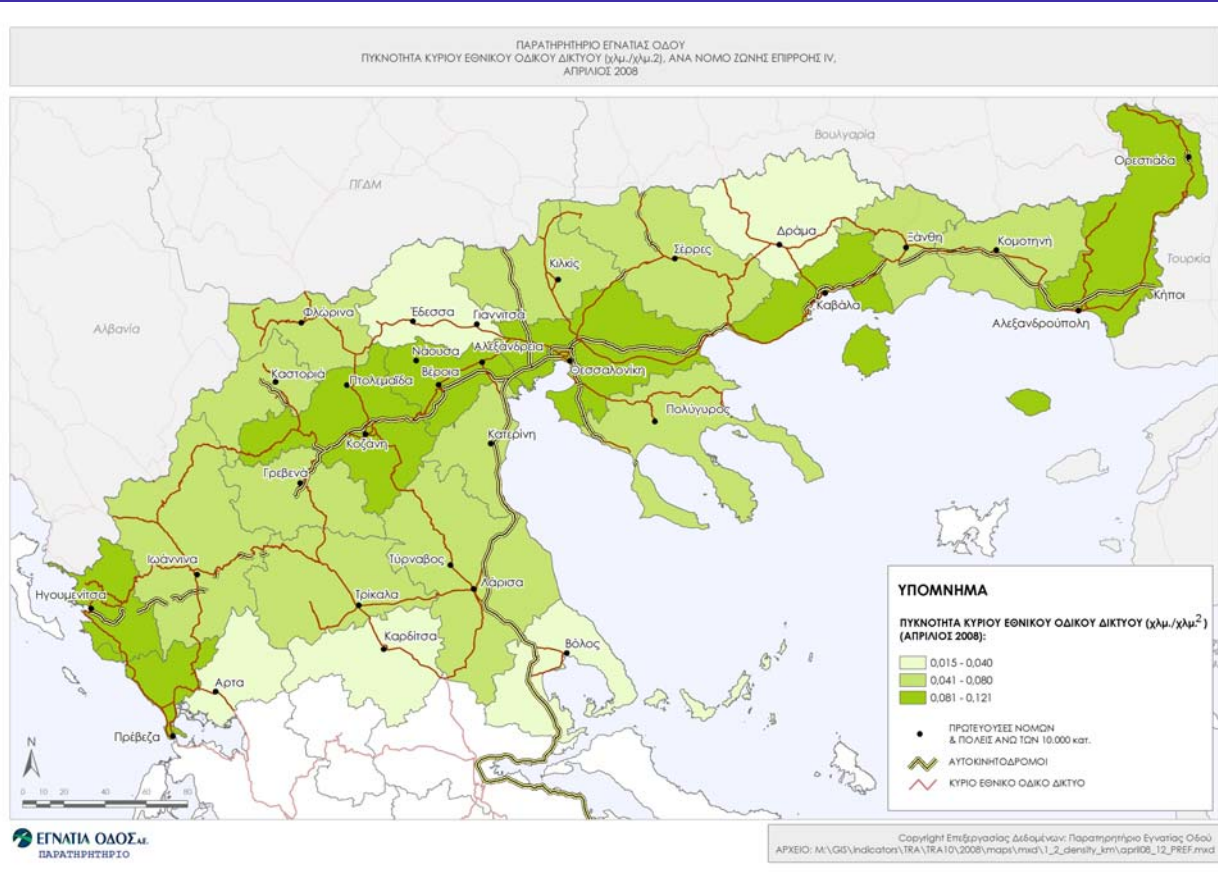 ΠΑΡΑΤΗΡΗΤΗΡΙΟ ΕΓΝΑΤΙΑΣ ΟΔΟΥ
ΠΥΚΝΟΤΗΤΑ ΚΥΡΙΟΥ ΕΘΝΙΚΟΥ ΟΔΙΚΟΥ ΔΙΚΤΥΟΥ (χλμ./χλμ.2), ΑΝΑ ΝΟΜΟ ΖΩΝΗΣ ΕΠΙΡΡΟΗΣ IV,
ΑΠΡΙΛΙΟΣ 2008
Βουλγαρία
Ορεστιάδα
ΠΓΔΜ
Δράμα
Ξάνθη
Κομοτηνή
Σέρρες
Τουρκία
Κιλκίς
Κήποι
Καβάλα
Φλώρινα
Έδεσσα
Γιαννιτσά
Αλεξανδρούπολη
Αλβανία
Νάουσα
Αλεξάνδρεια
Θεσσαλονίκη
Καστοριά
Πτολεμαΐδα
Βέροια
Πολύγυρος
Κοζάνη
Κατερίνη
Γρεβενά
Ιωάννινα
Τύρναβος
Λάρισα
Ηγουμενίτσα
Τρίκαλα
Καρδίτσα
Βόλος
Άρτα
Πρέβεζα
ΥΠΟΜΝΗΜΑ
ΠΥΚΝΟΤΗΤΑ ΚΥΡΙΟΥ ΕΘΝΙΚΟΥ ΟΔΙΚΟΥ ΔΙΚΤΥΟΥ (χλμ./χλμ.2)
(ΑΠΡΙΛΙΟΣ 2008):
0,015 - 0,040
0,041 - 0,080
0,081 - 0,121
ΠΡΩΤΕΥΟΥΣΕΣ ΝΟΜΩΝ
& ΠΟΛΕΙΣ ΑΝΩ ΤΩΝ 10.000 κατ.
ΑΥΤΟΚΙΝΗΤΟΔΡΟΜΟΙ
ΚΥΡΙΟ ΕΘΝΙΚΟ ΟΔΙΚΟ ΔΙΚΤΥΟ
N
0 10 20 40 60 80
ΕΓΝΑΤΙΑ ΟΔΟΣ Α.Ε.
ΠΑΡΑΤΗΡΗΤΗΡΙΟ
Copyright Επεξεργασίας Δεδομένων: Παρατηρητήριο Εγνατίας Οδού
ΑΡΧΕΙΟ: M:\GIS\Indicators\TRA\TRA10\2008\maps\mxd\1_2_density_km\april08_12_PREF.mxd